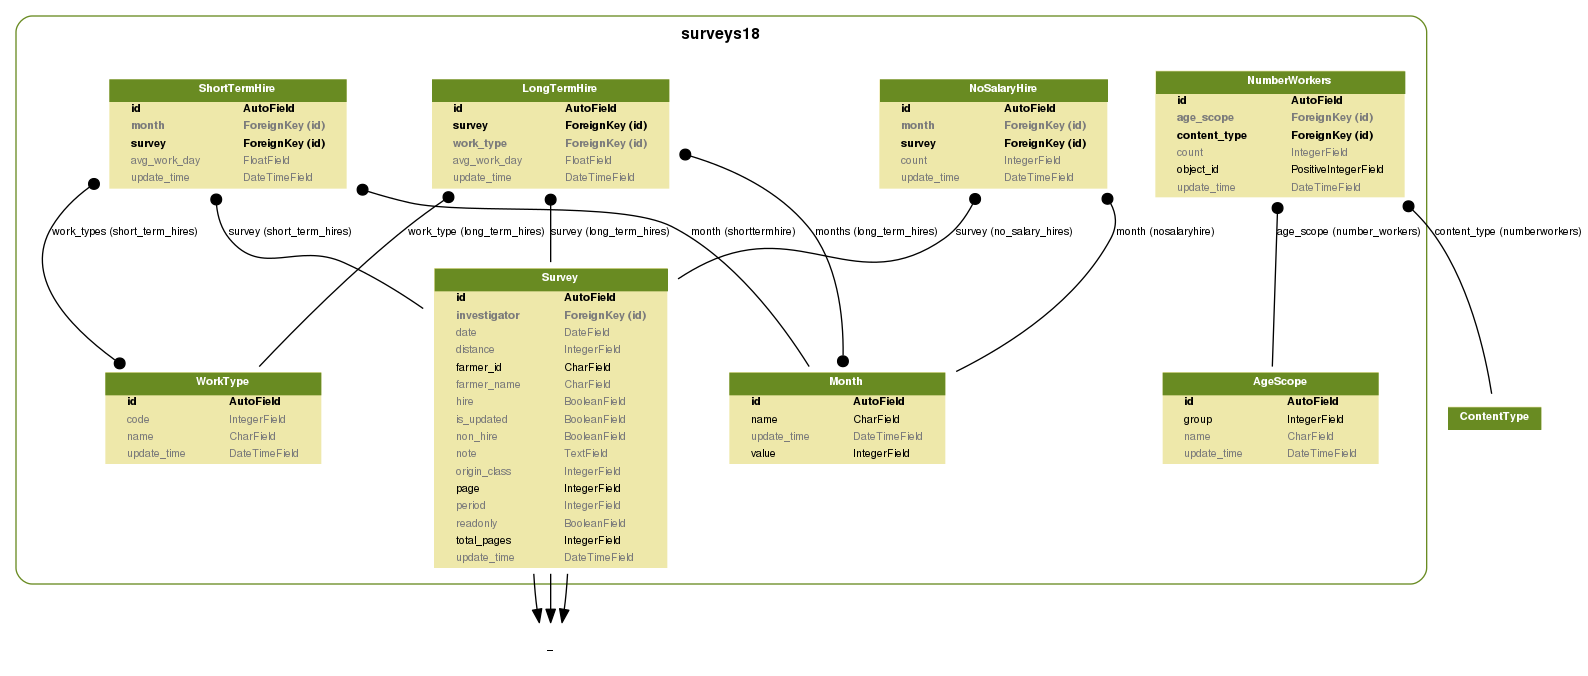 surveys18
ShortTermHire
id AutoField
month ForeignKey (id)
survey ForeignKey (id)
avg_work_day FloatField
update_time DateTimeField
LongTermHire
id AutoField
survey ForeignKey (id)
work_type ForeignKey (id)
avg_work_day FloatField
update_time DateTimeField
NoSalaryHire
id AutoField
month ForeignKey (id)
survey ForeignKey (id)
count IntegerField
update_time DateTimeField
NumberWorkers
id AutoField
age_scope ForeignKey (id)
content_type ForeignKey (id)
count IntegerField
object_id PositiveIntegerField
update_time DateTimeField
work_types (short_term_hires)
survey (short_term_hires)
work_type (long_term_hires)
survey (long_term_hires)
month (shorttermhire)
months (long_term_hires)
survey (no_salary_hires)
month (nosalaryhire)
age_scope (number_workers)
content_type (numberworkers)
Survey
id AutoField
investigator ForeignKey (id)
date DateField
distance IntegerField
farmer_id CharField
farmer_name CharField
hire BooleanField
is_updated BooleanField
non_hire BooleanField
note TextField
origin_class IntegerField
page IntegerField
period IntegerField
readonly BooleanField
total_pages IntegerField
update_time DateTimeField
WorkType
id AutoField
code IntegerField
name CharField
update_time DateTimeField
Month
id AutoField
name CharField
update_time DateTimeField
value IntegerField
AgeScope
id AutoField
group IntegerField
name CharField
update_time DateTimeField
ContentType
_